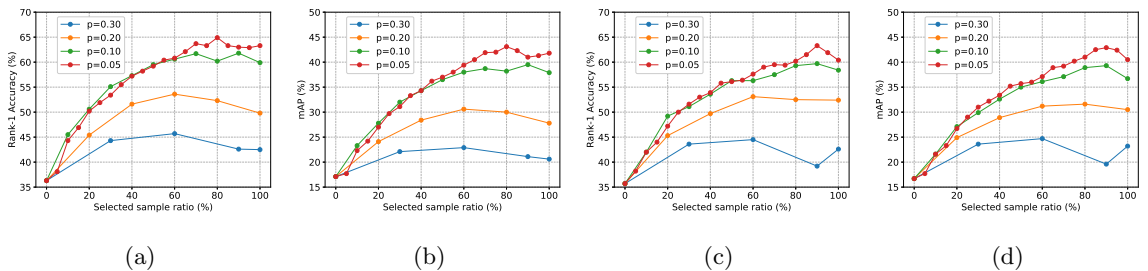 70
65
60
55
50
45
40
35
Rank-1 Accuracy (%)
p=0.30
p=0.20
p=0.10
p=0.05
0 20 40 60 80 100
Selected sample ratio (%)
(a)
50
45
40
35
30
25
20
15
mAP (%)
p=0.30
p=0.20
p=0.10
p=0.05
0 20 40 60 80 100
Selected sample ratio (%)
(b)
70
65
60
55
50
45
40
35
Rank-1 Accuracy (%)
p=0.30
p=0.20
p=0.10
p=0.05
0 20 40 60 80 100
Selected sample ratio (%)
(c)
50
45
40
35
30
25
20
15
mAP (%)
p=0.30
p=0.20
p=0.10
p=0.05
0 20 40 60 80 100
Selected sample ratio (%)
(d)